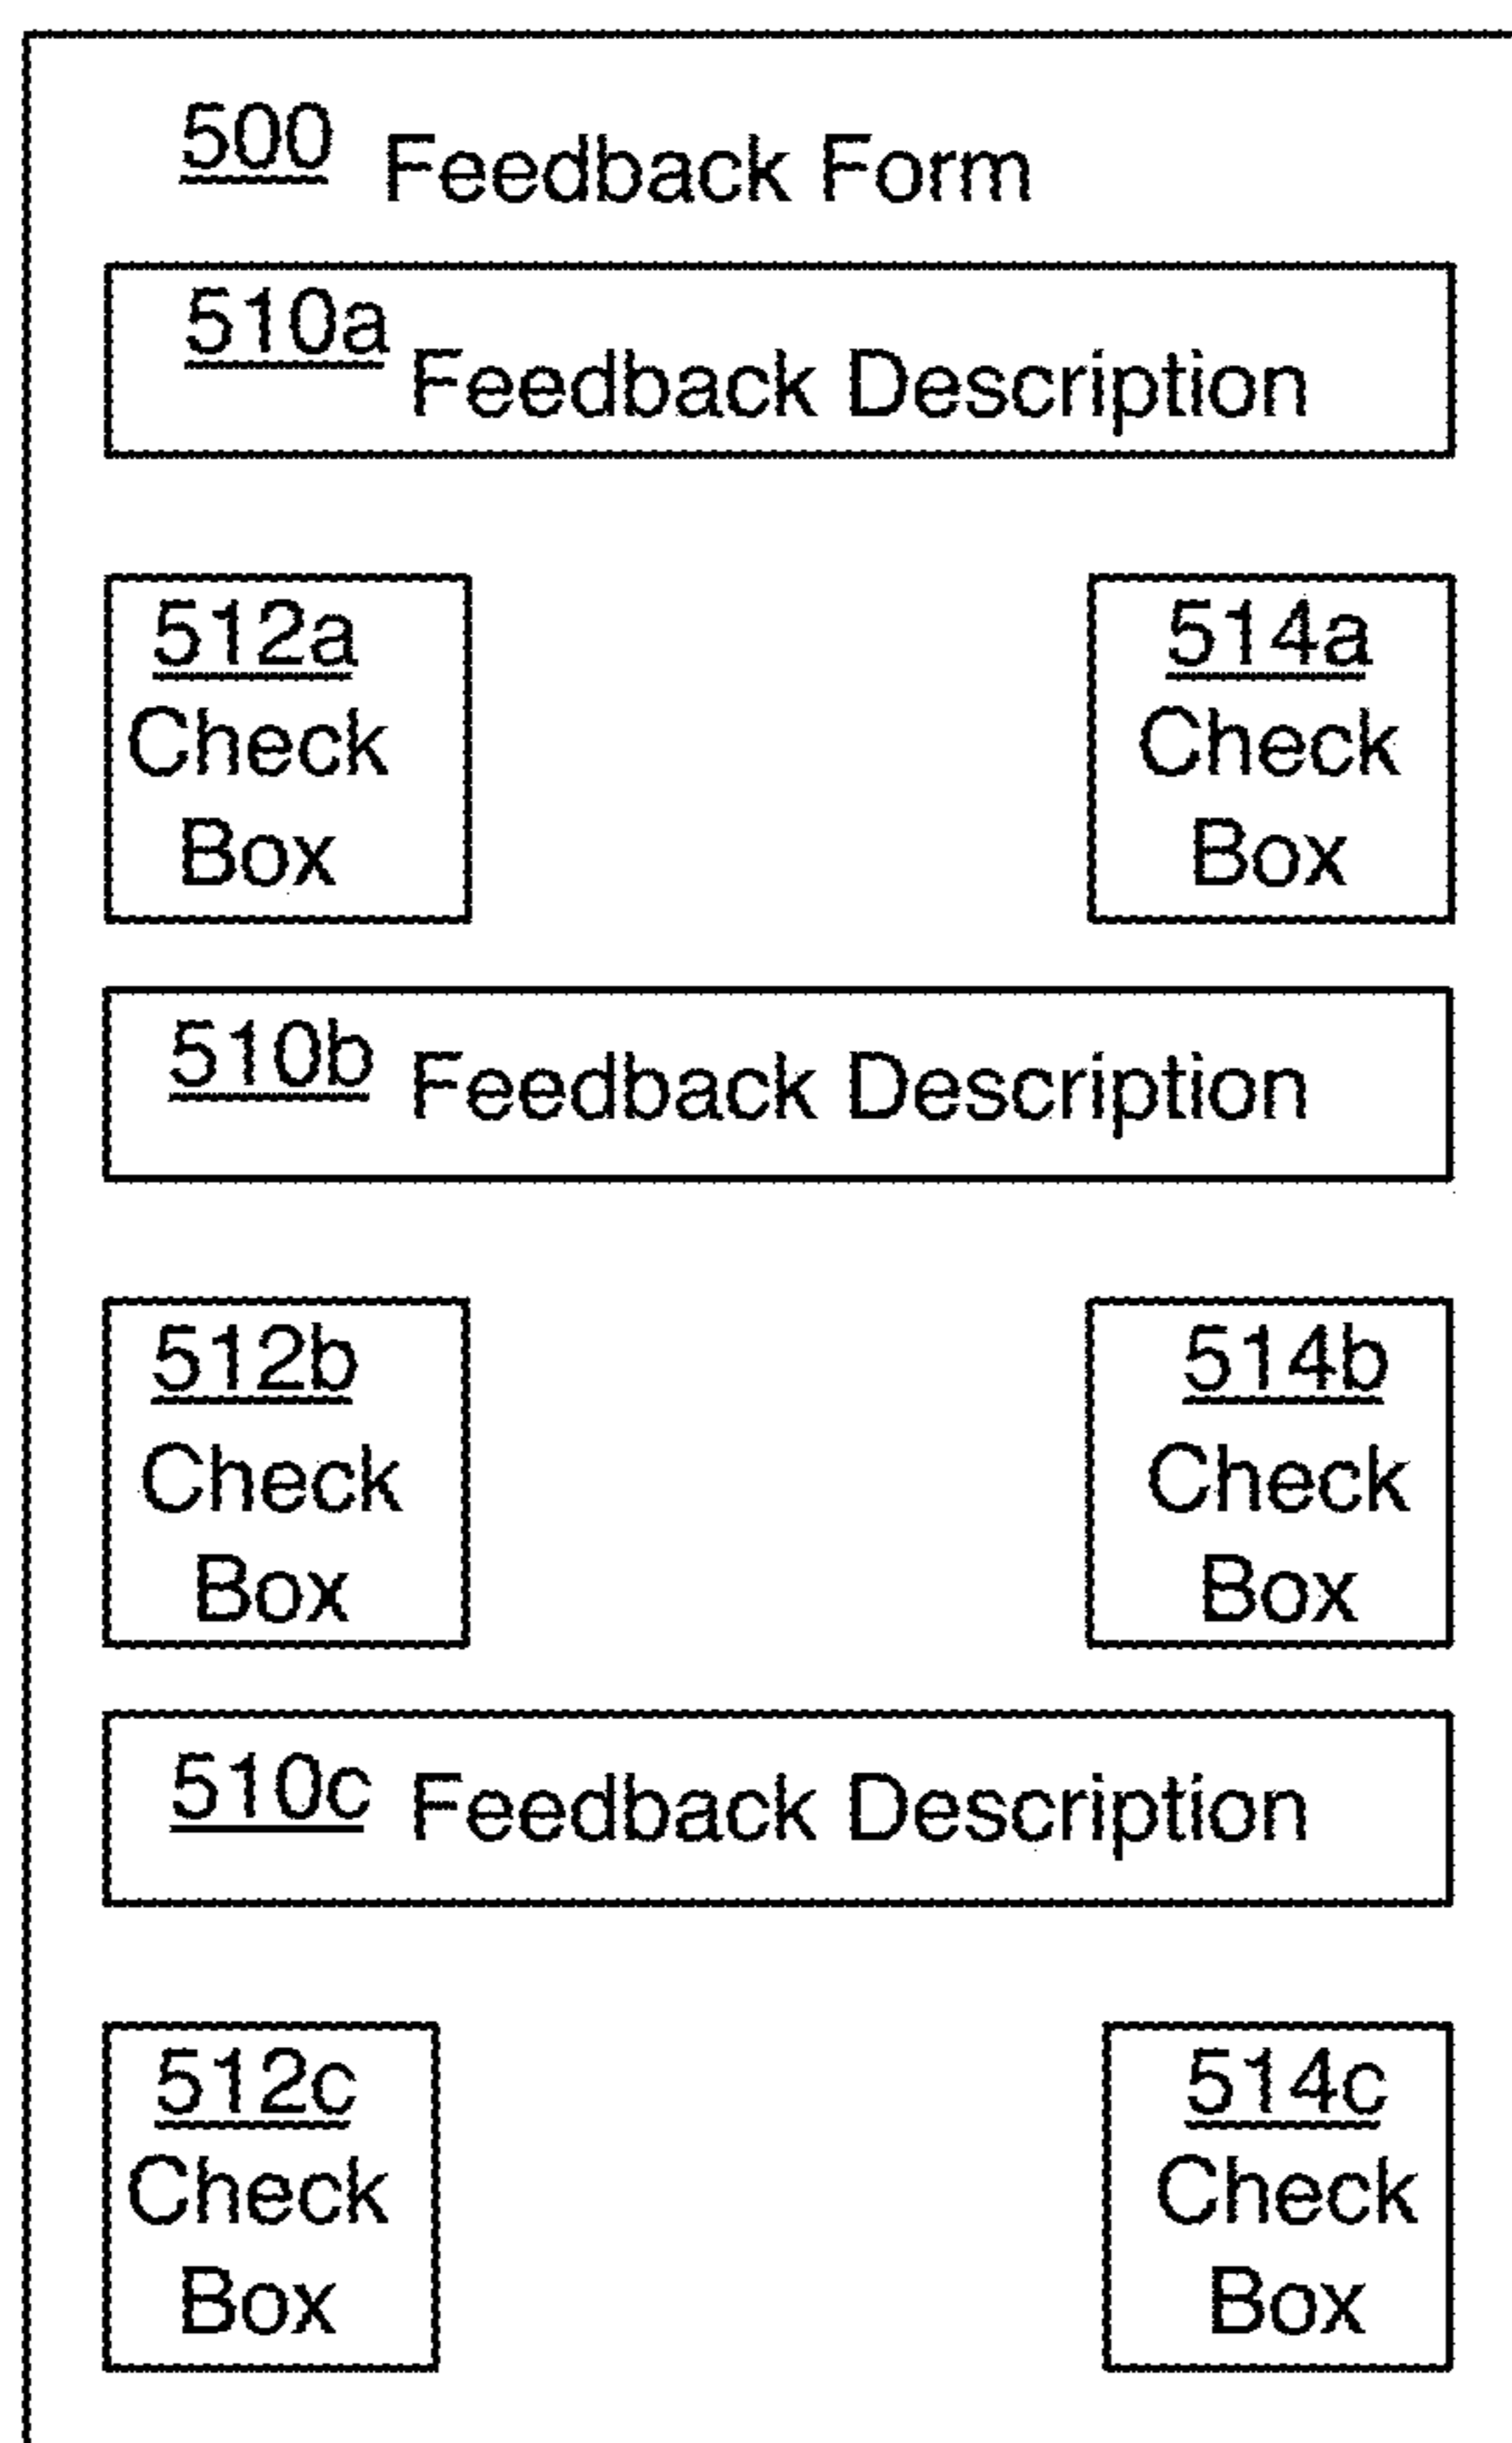 500 Feedback Form
510a Feedback Description
512a 514a
Check Check
Box Box
510b Feedback Description
512b 514b
Check Check
Box Box
510c Feedback Description
512c 514c
Check Check
Box Box